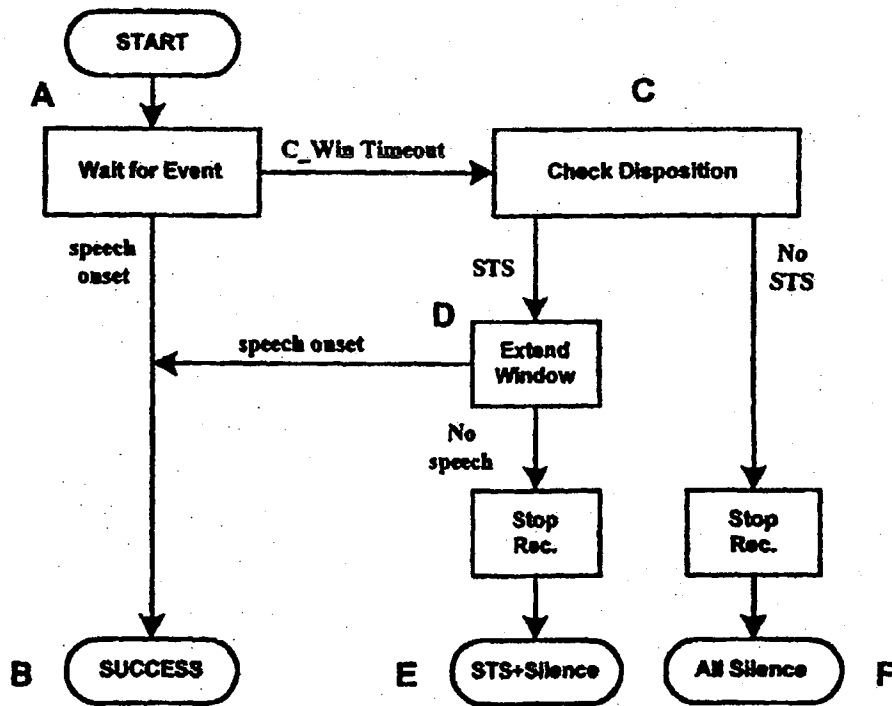 START
A
C
Wait for Event
C_Win Timeout
Check Disposition
speech
onset
STS
No
STS
D
speech onset
Extend
Window
No
speech
Stop
Rec.
Stop
Rec.
B
SUCCESS
E
STS+Silence
All Silence
F